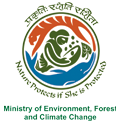 प्रकृतिः रक्षति रक्षिता
Nature Protects if She is Protected
Ministry of Environment, Forest
and Climate Change